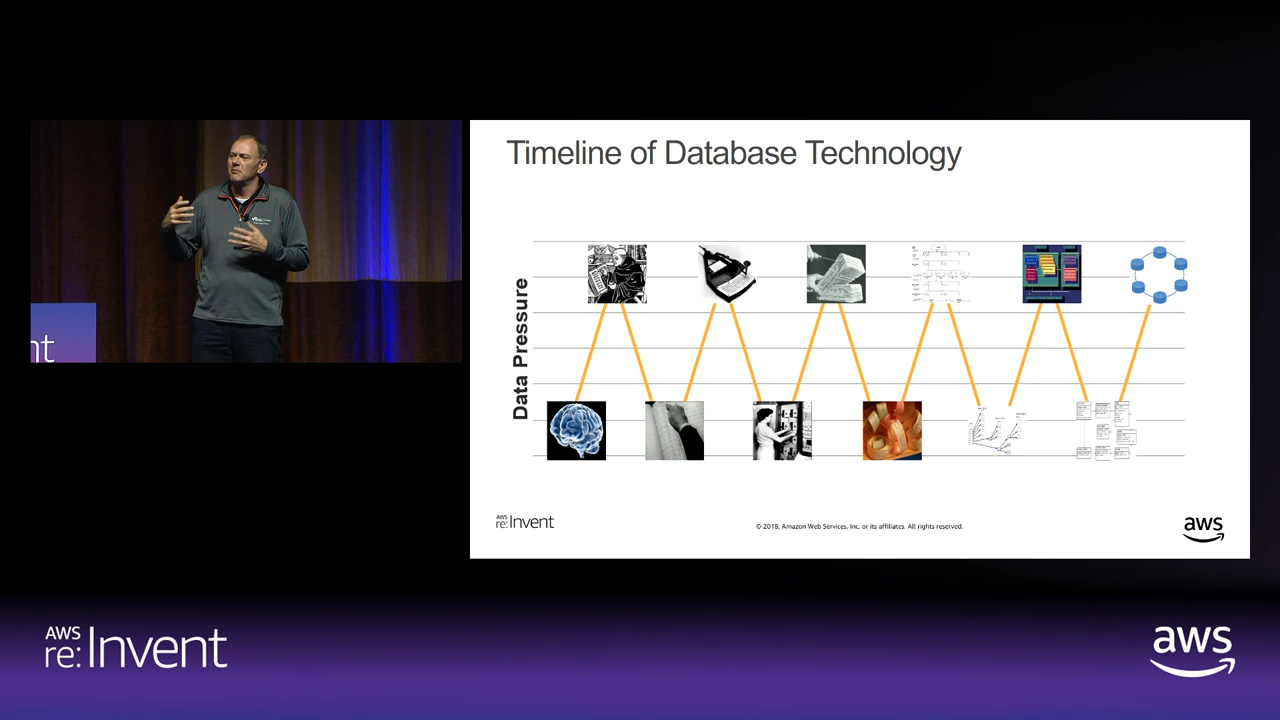 Timeline of Database Technology
Data Pressure
AWS
re:Invent
© 2018, Amazon Web Services, Inc. or its affiliates. All rights reserved.
aws
nt
AWS
re:Invent
aws